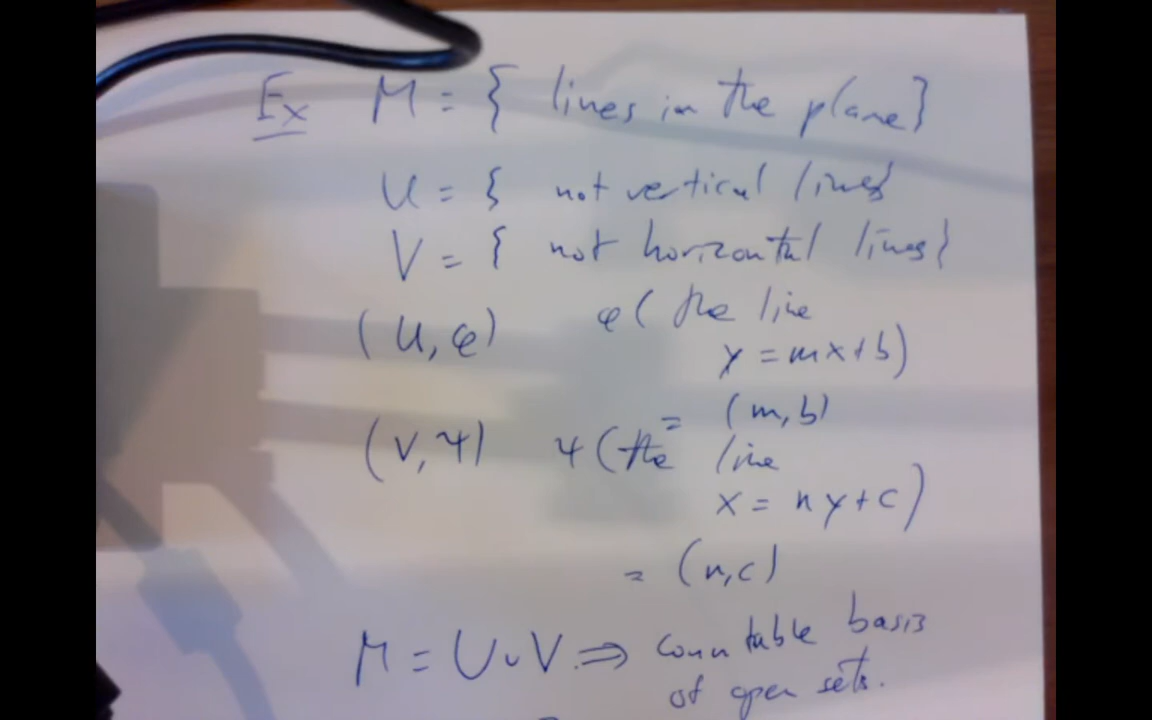 Ex M = { lines in the plane}
U = { not vertical lines}
V = { not horizontal lines}
(U, φ) φ( the line
y = mx+b)
= (m,b)
(V, Ψ) Ψ(the line
x = ny+c)
= (n,c)
M = U∪V ⇒ countable basis
of open sets.